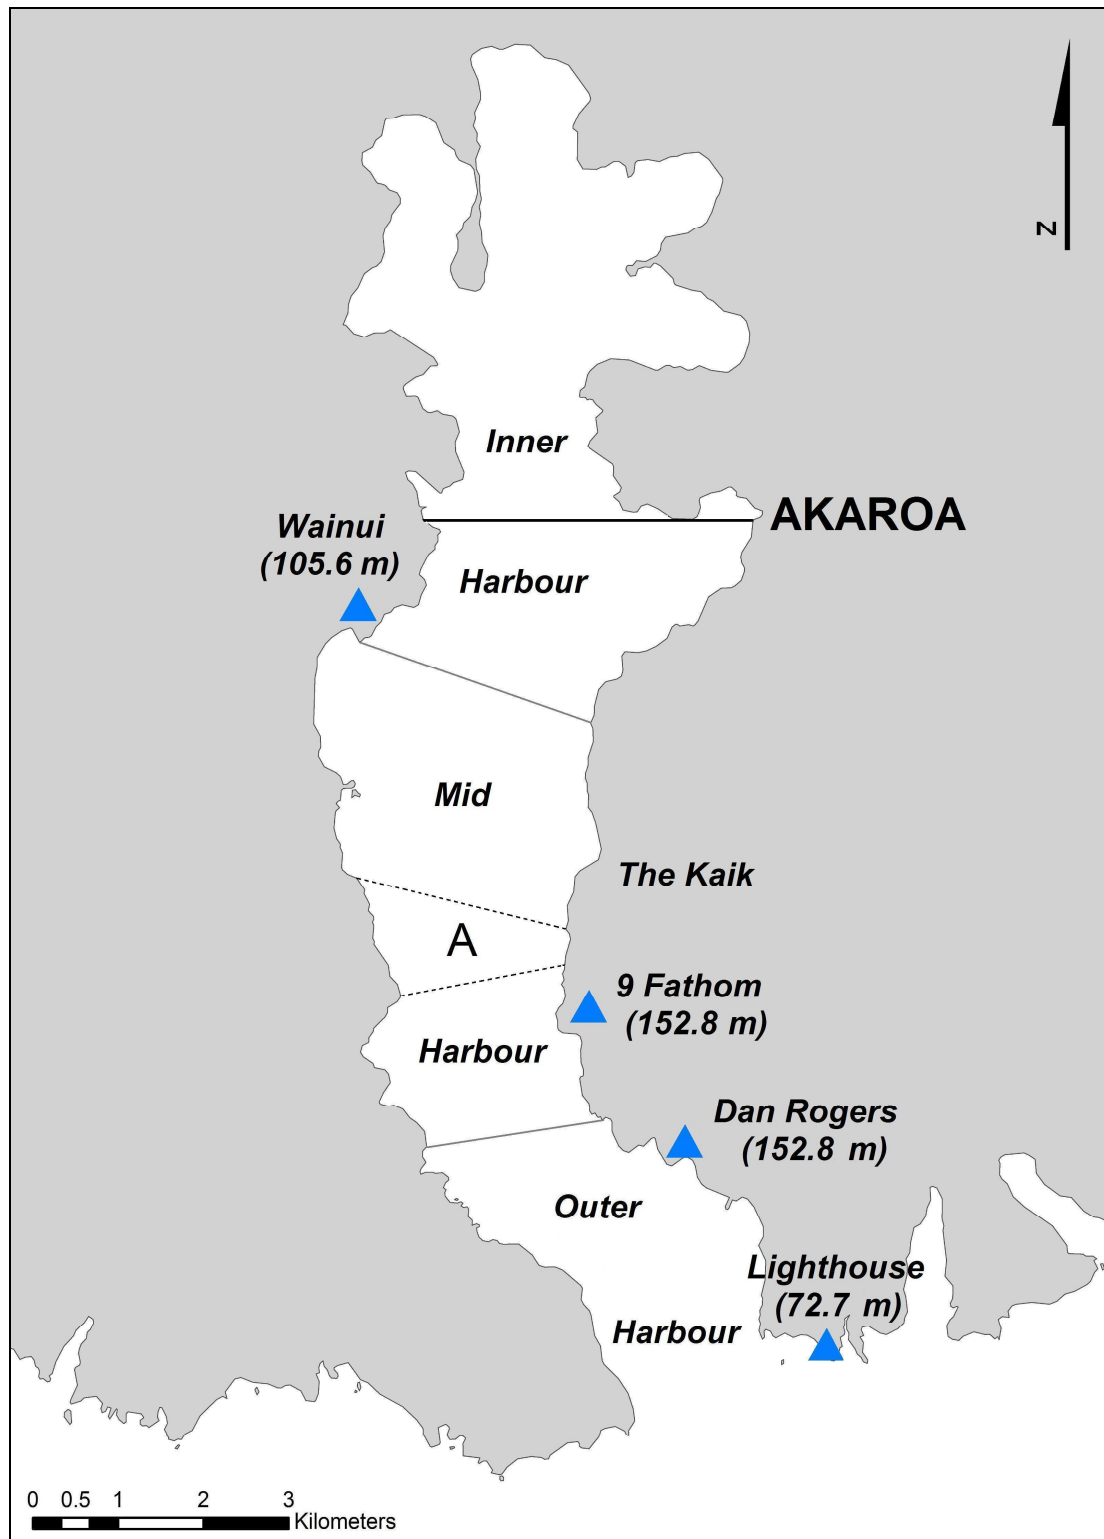 N
Inner
AKAROA
Wainui
(105.6 m)
Harbour
Mid
The Kaik
A
9 Fathom
(152.8 m)
Harbour
Dan Rogers
(152.8 m)
Outer
Lighthouse
(72.7 m)
Harbour
0 0.5 1 2 3
Kilometers